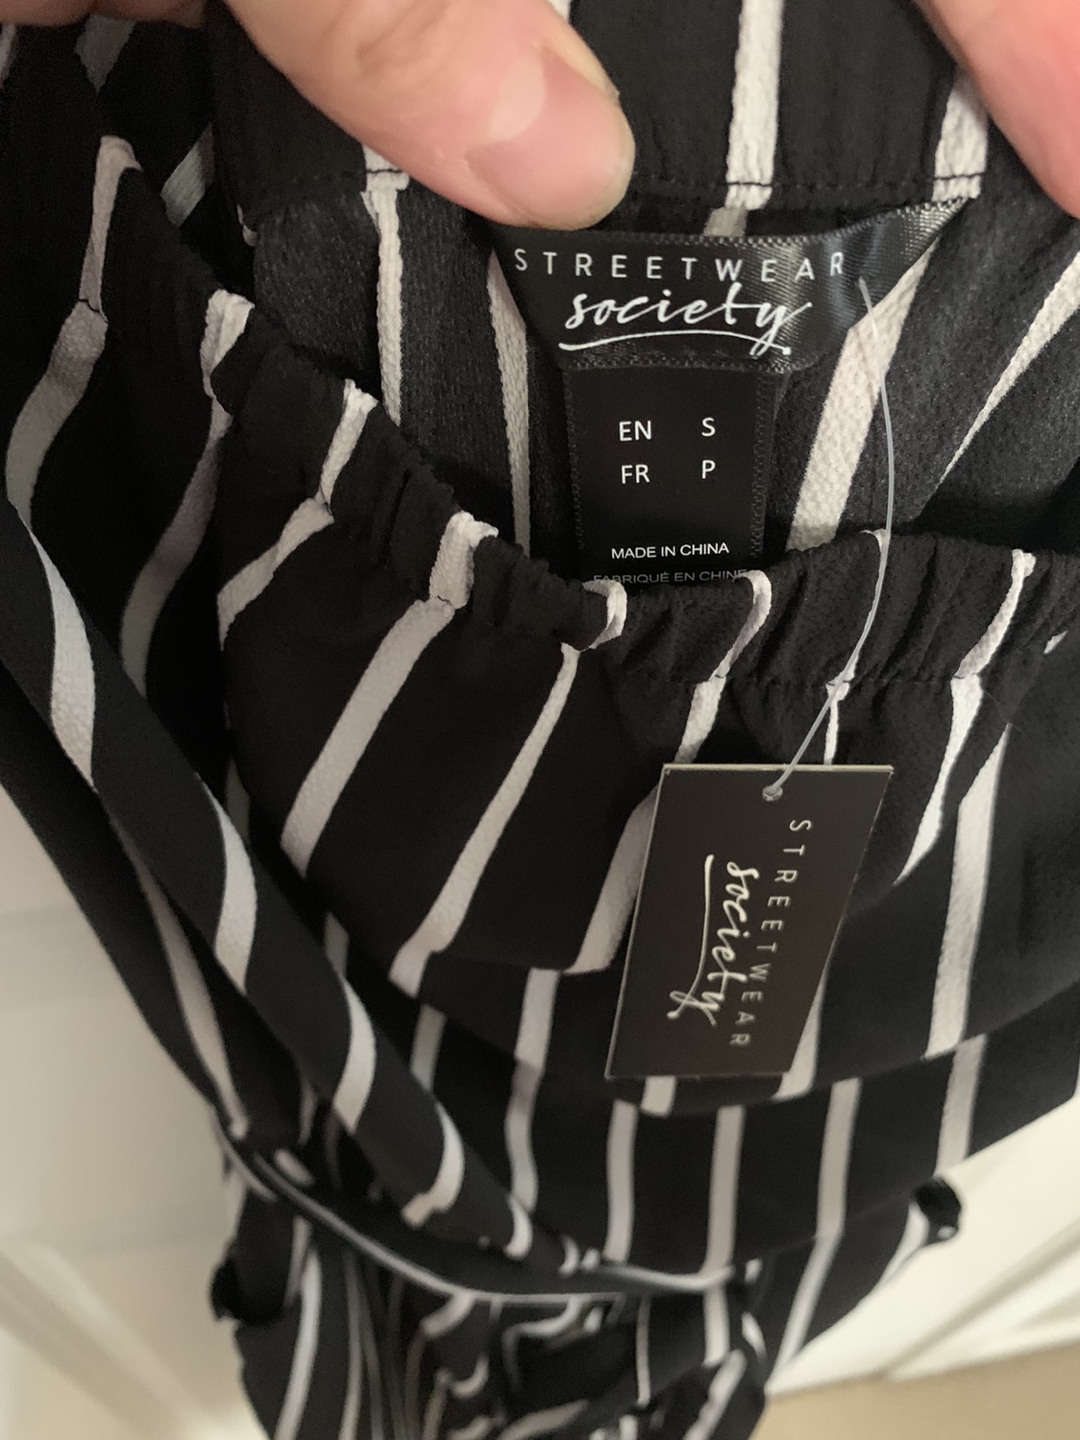 STREETWEAR
society
EN S
FR P
MADE IN CHINA
FABRIQUÉ EN CHINE
STREETWEAR
society